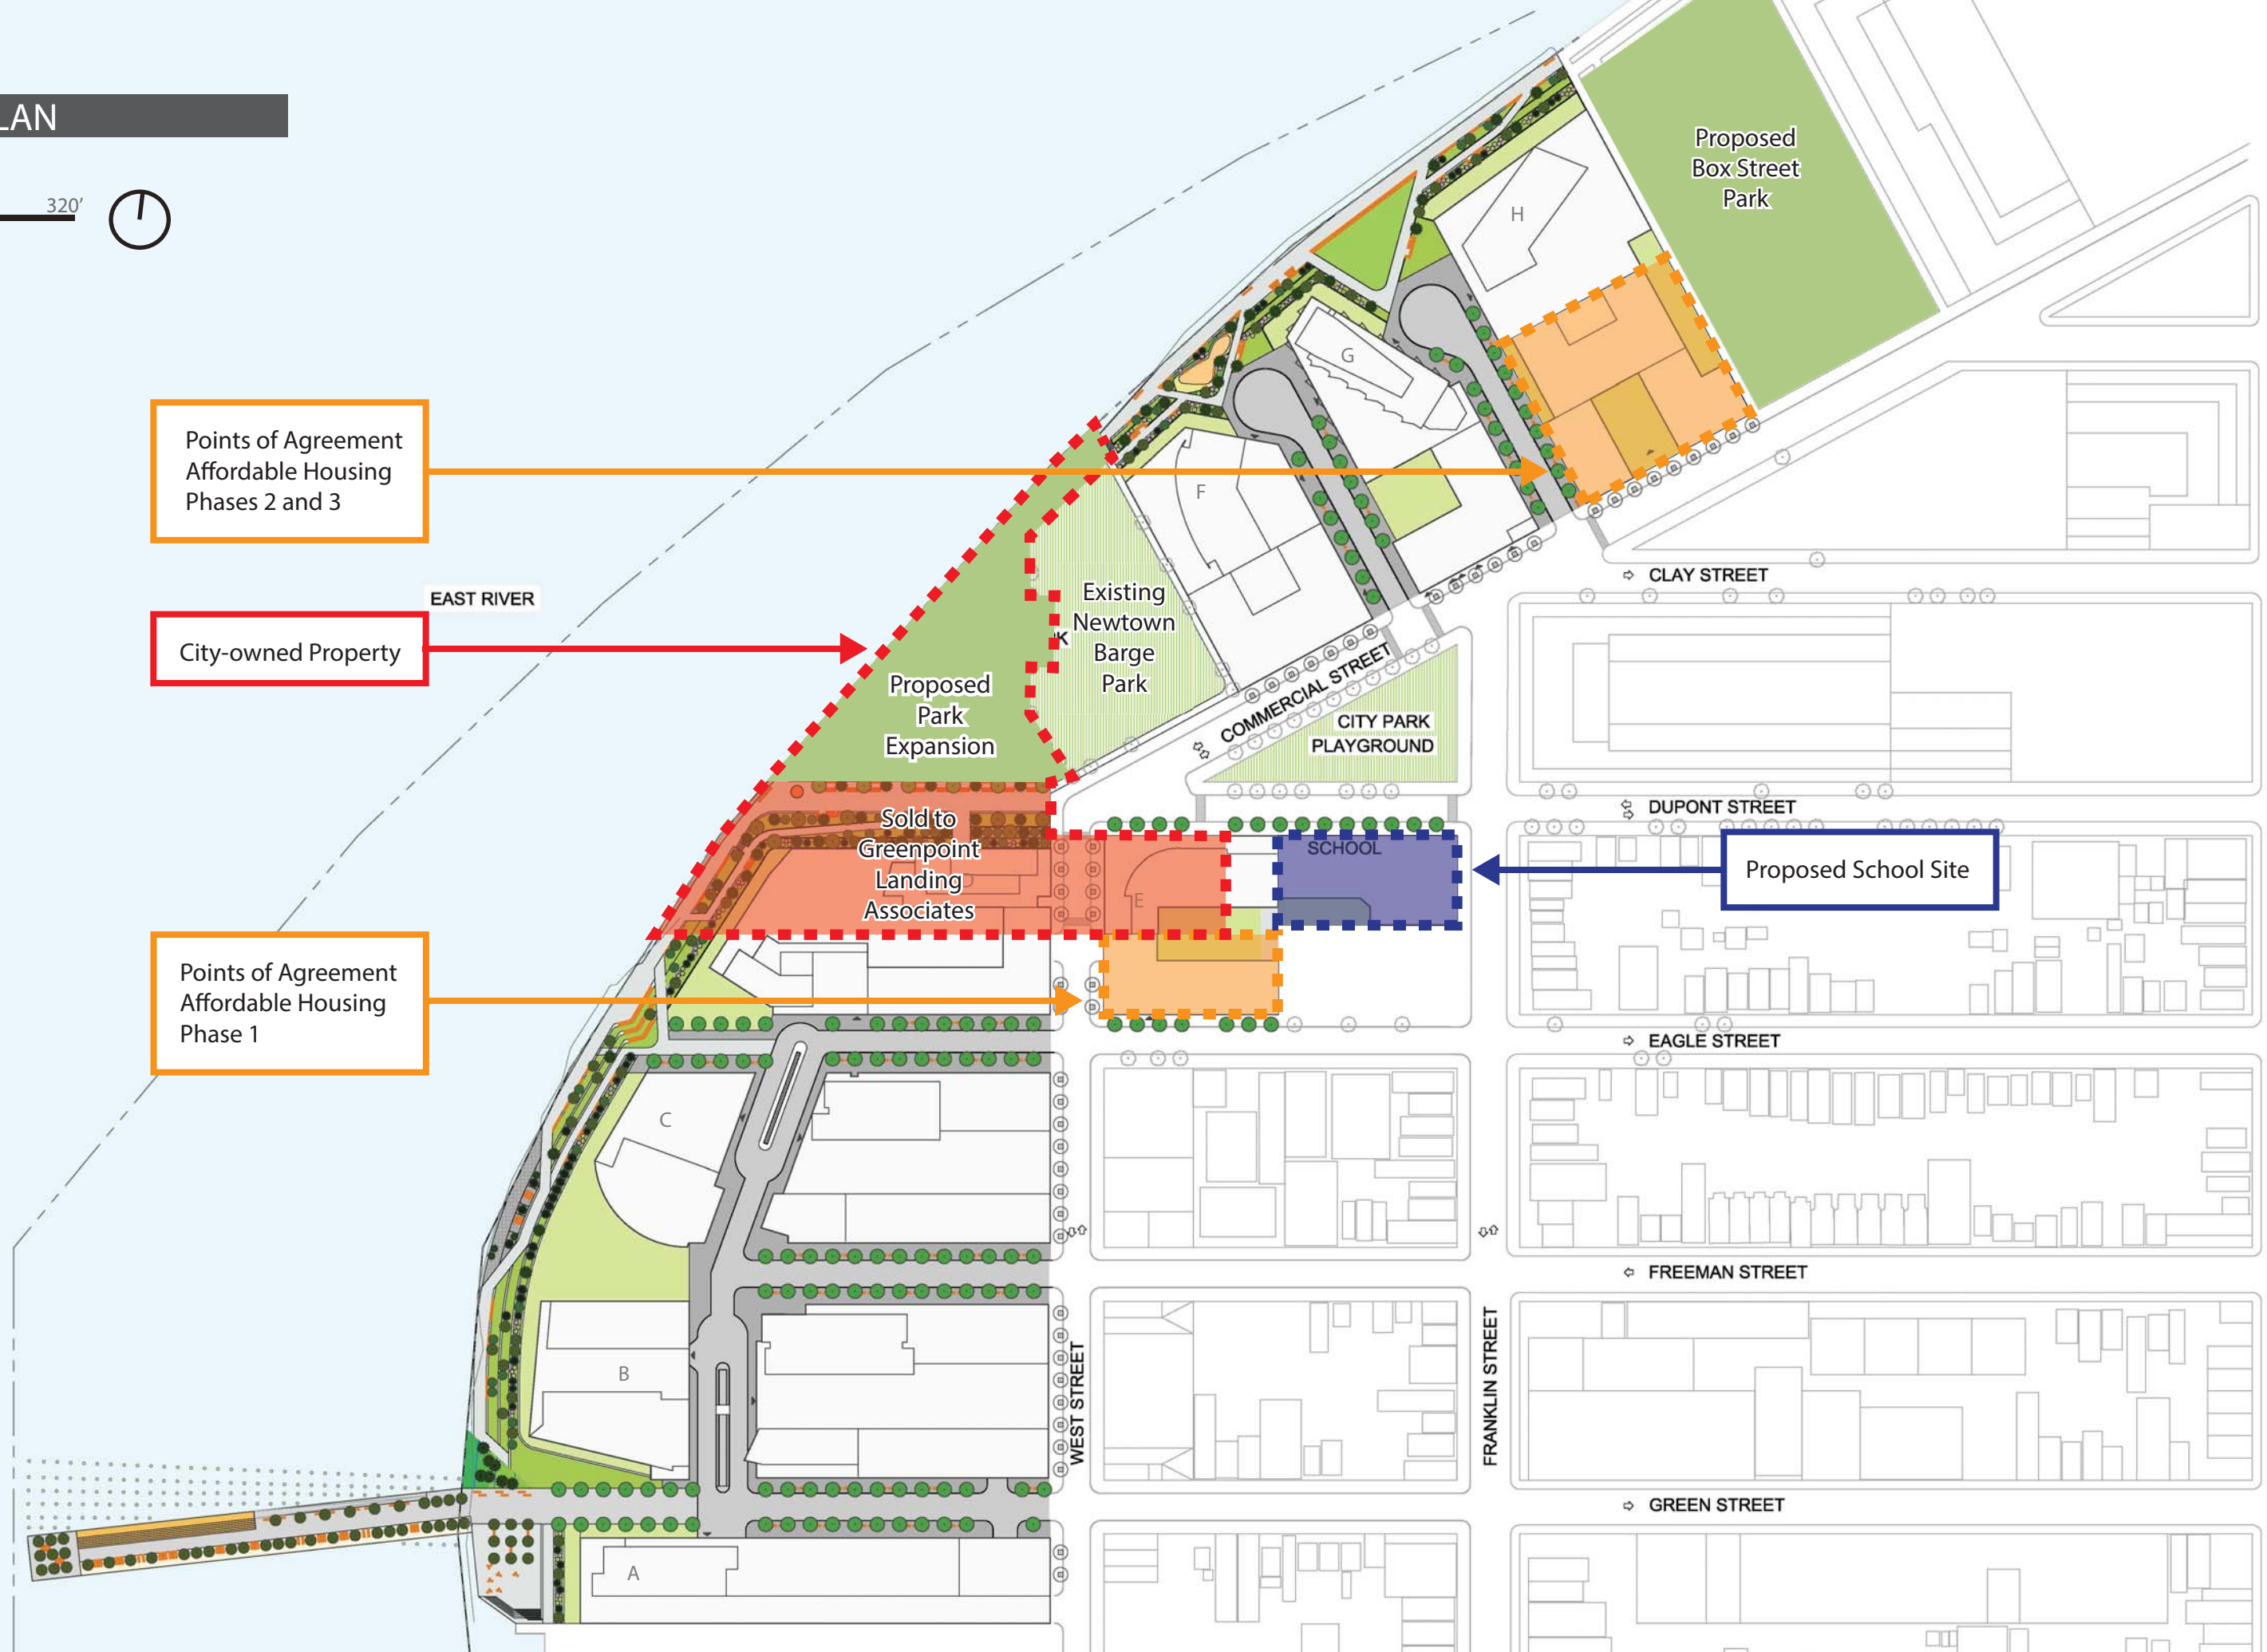 LAN
320'
Proposed
Box Street
Park
H
G
F
Points of Agreement
Affordable Housing
Phases 2 and 3
EAST RIVER
City-owned Property
Existing
Newtown
Barge
Park
K
Proposed
Park
Expansion
CLAY STREET
COMMERCIAL STREET
CITY PARK
PLAYGROUND
DUPONT STREET
Sold to
Greenpoint
Landing
Associates
D
E
SCHOOL
Proposed School Site
Points of Agreement
Affordable Housing
Phase 1
EAGLE STREET
C
FREEMAN STREET
B
WEST STREET
FRANKLIN STREET
GREEN STREET
A